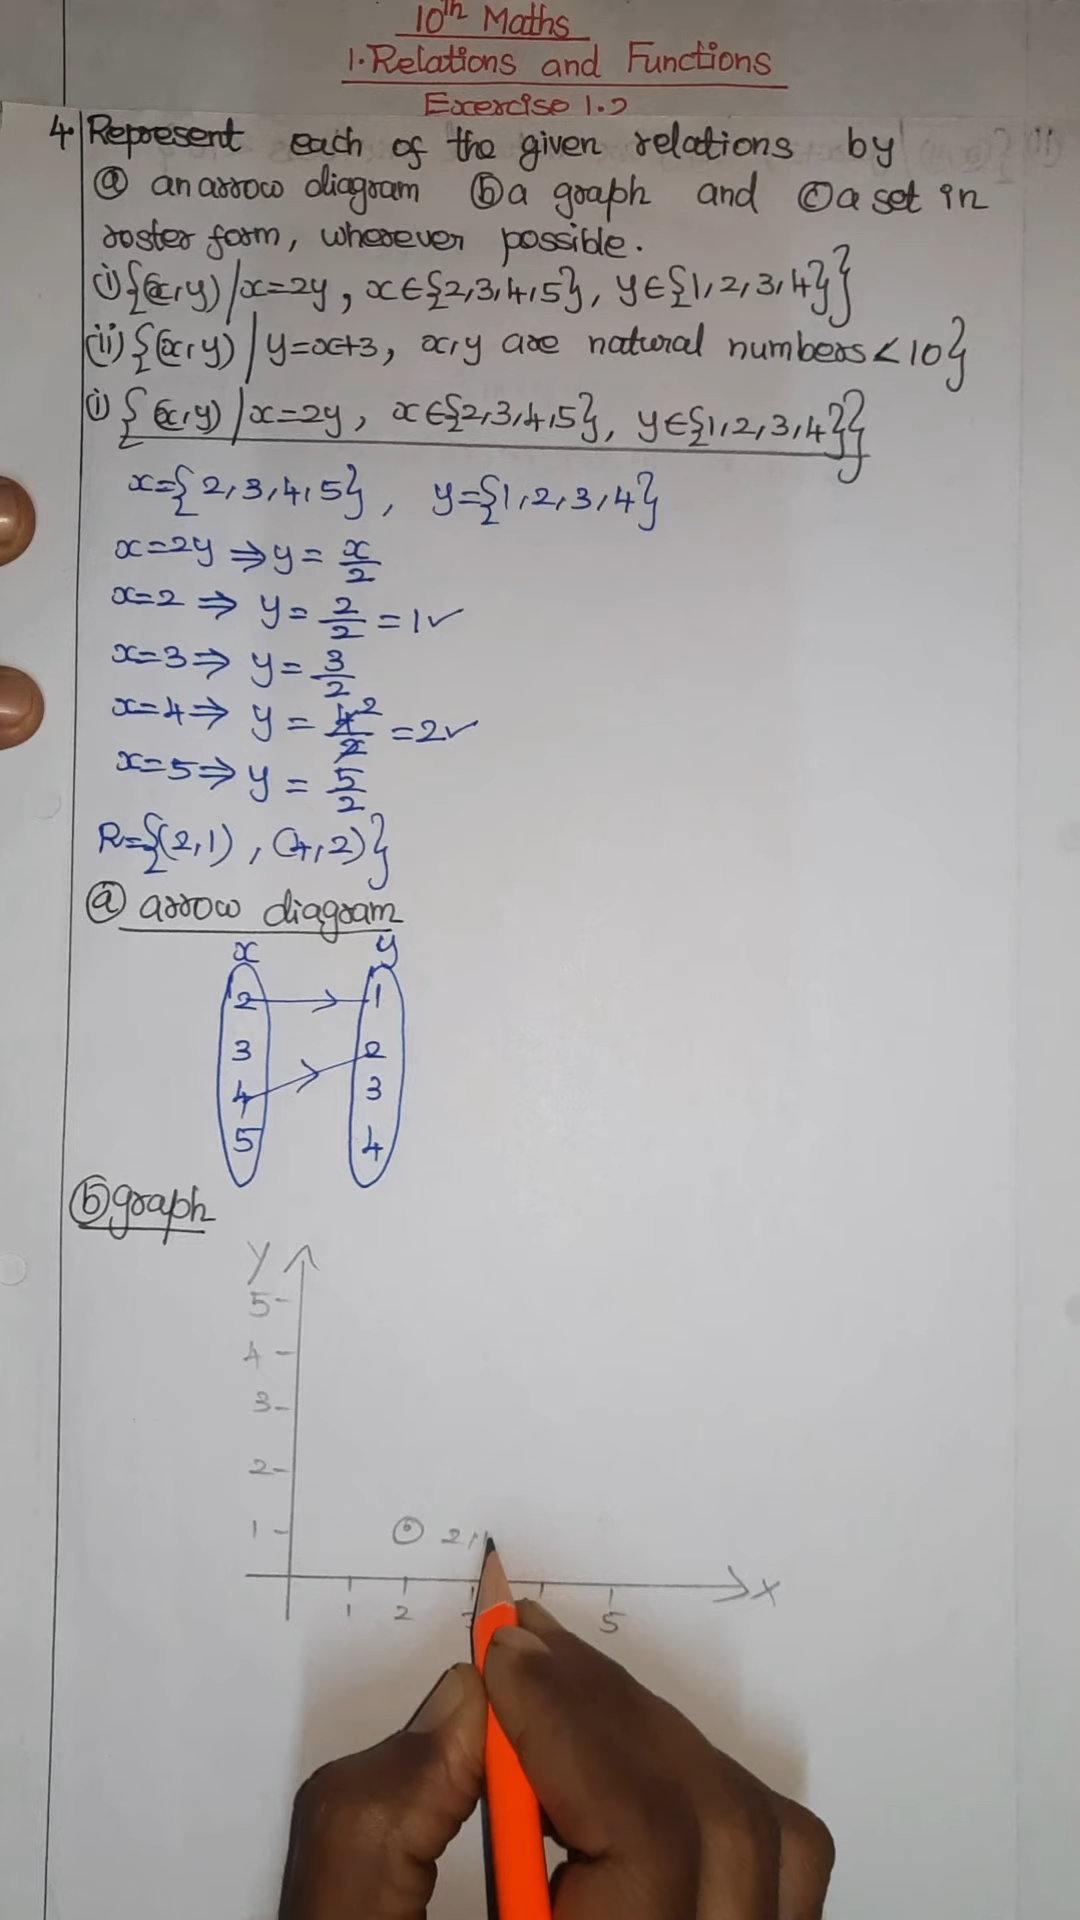 10th Maths
1. Relations and Functions
Exercise 1.2
4. Represent each of the given relations by
ⓐ an arrow diagram ⓑ a graph and ⓒ a set in
roster form, wherever possible.
(i) {(x,y)/x=2y, x∈{2,3,4,5}, y∈{1,2,3,4}}
(ii) {(x,y)/y=x+3, x,y are natural numbers<10}
(i) {(x,y)/x=2y, x∈{2,3,4,5}, y∈{1,2,3,4}}
x={2,3,4,5}, y={1,2,3,4}
x=2y ⇒ y = x/2
x=2 ⇒ y = 2/2 = 1✓
x=3 ⇒ y = 3/2
x=4 ⇒ y = 4/2 = 2✓
x=5 ⇒ y = 5/2
R={(2,1), (4,2)}
ⓐ arrow diagram
x y
2 1
3 2
4 3
5 4
ⓑ graph
Y
5
4
3
2
1 2,1
X
1 2 3 5